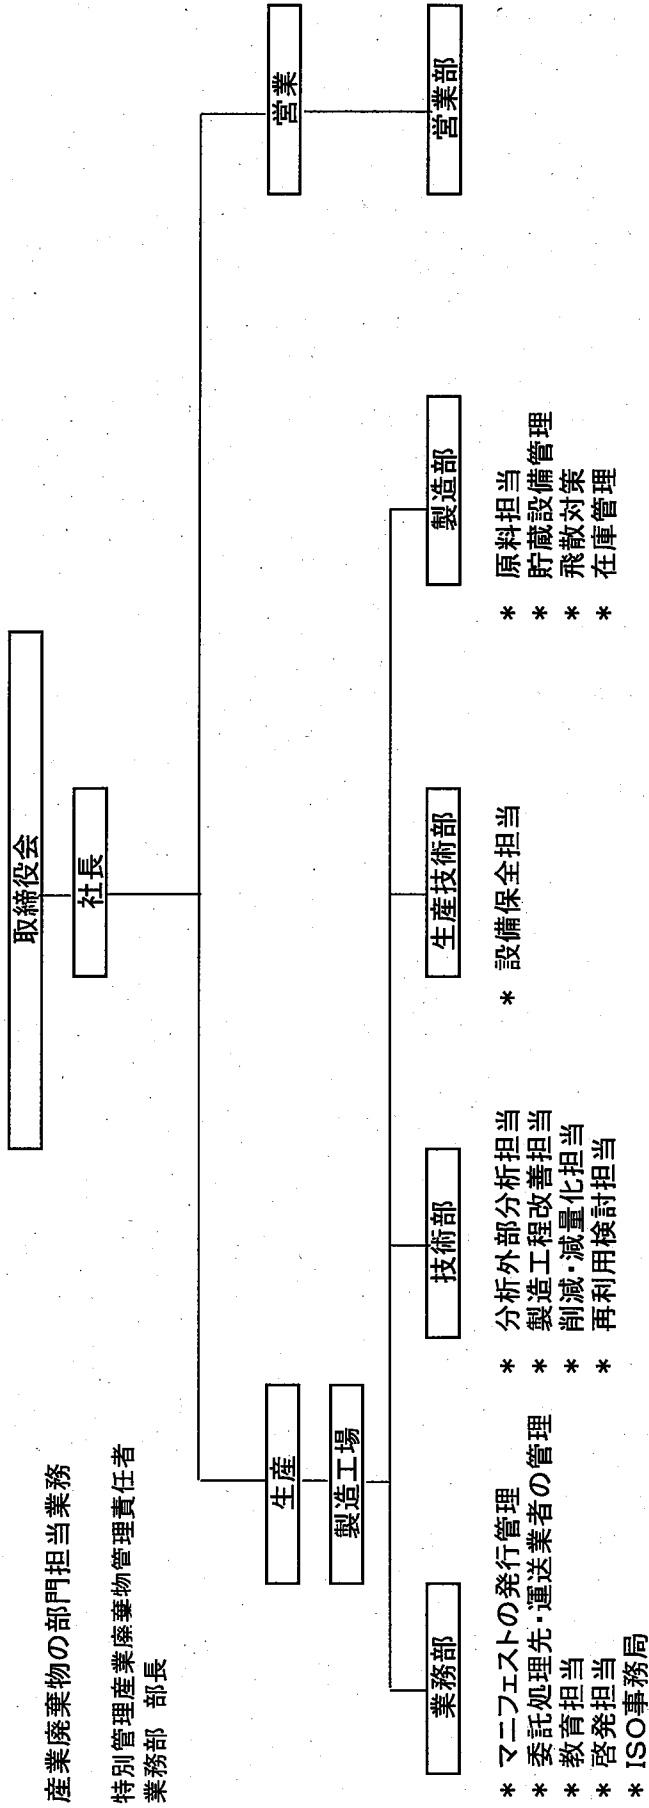 産業廃棄物の部門担当業務
特別管理産業廃棄物管理責任者
業務部 部長
取締役会
社長
生産
営業
製造工場
業務部
技術部
生産技術部
製造部
営業部
* マニフェストの発行管理
* 委託処理先・運送業者の管理
* 教育担当
* 啓発担当
* ISO事務局
* 分析外部分析担当
* 製造工程改善担当
* 削減・減量化担当
* 再利用検討担当
* 設備保全担当
* 原料担当
* 貯蔵設備管理
* 飛散対策
* 在庫管理